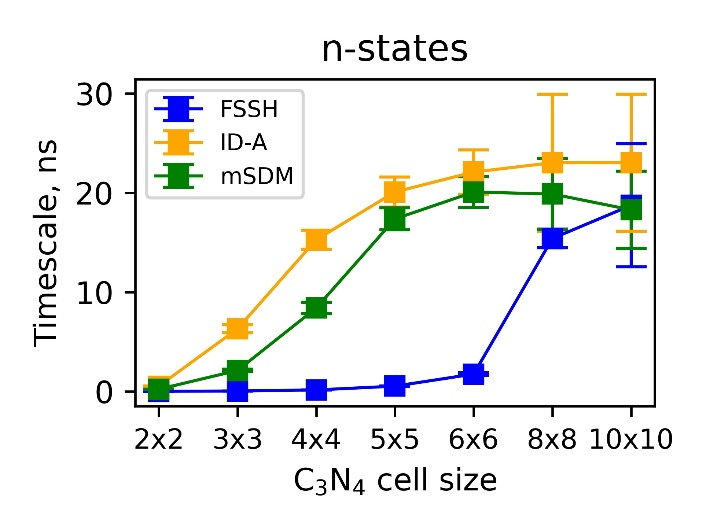 n-states
FSSH
ID-A
mSDM
Timescale, ns
30
20
10
0
2x2 3x3 4x4 5x5 6x6 8x8 10x10
C₃N₄ cell size